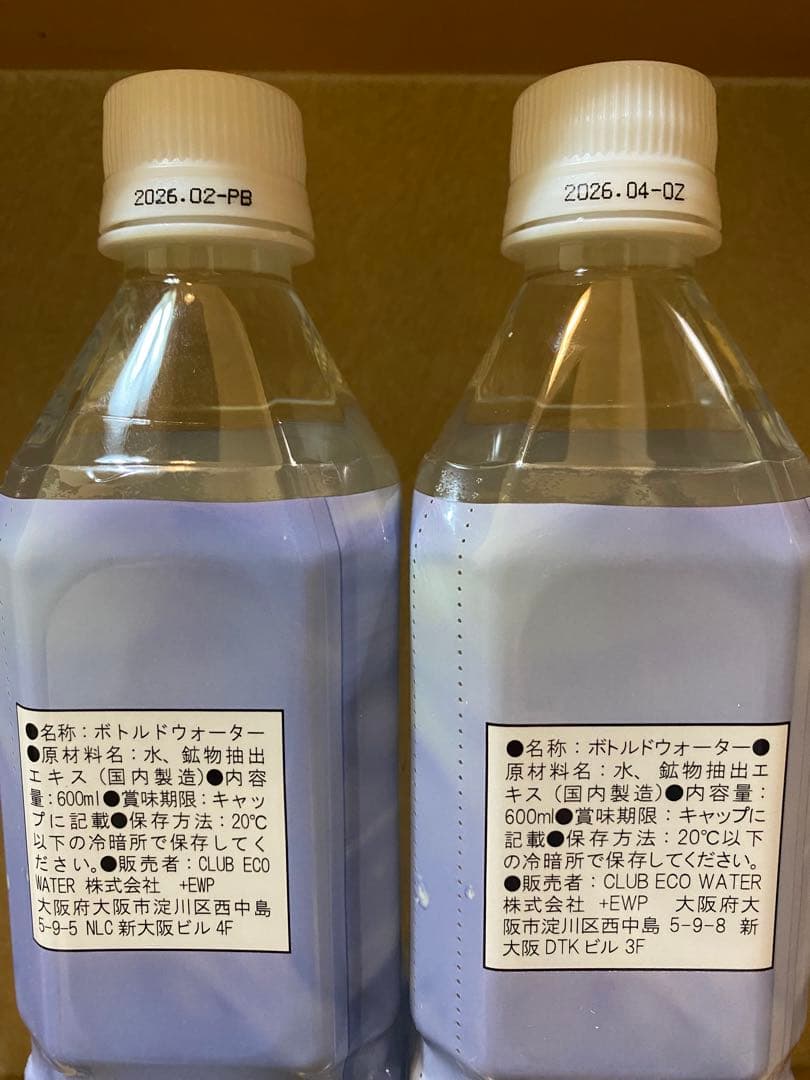 2026.02-PB
●名称：ボトルドウォーター
●原材料名：水、鉱物抽出
エキス（国内製造）●内容
量：600ml●賞味期限：キャッ
プに記載●保存方法：20℃
以下の冷暗所で保存してく
ださい。●販売者：CLUB ECO
WATER 株式会社　+EWP
大阪府大阪市淀川区西中島
5-9-5 NLC新大阪ビル 4F
2026.04-OZ
●名称：ボトルドウォーター●
原材料名：水、鉱物抽出エ
キス（国内製造）●内容量：
600ml●賞味期限：キャップに
記載●保存方法：20℃以下
の冷暗所で保存してください。
●販売者：CLUB ECO WATER
株式会社　+EWP　大阪府大
阪市淀川区西中島 5-9-8 新
大阪DTKビル 3F